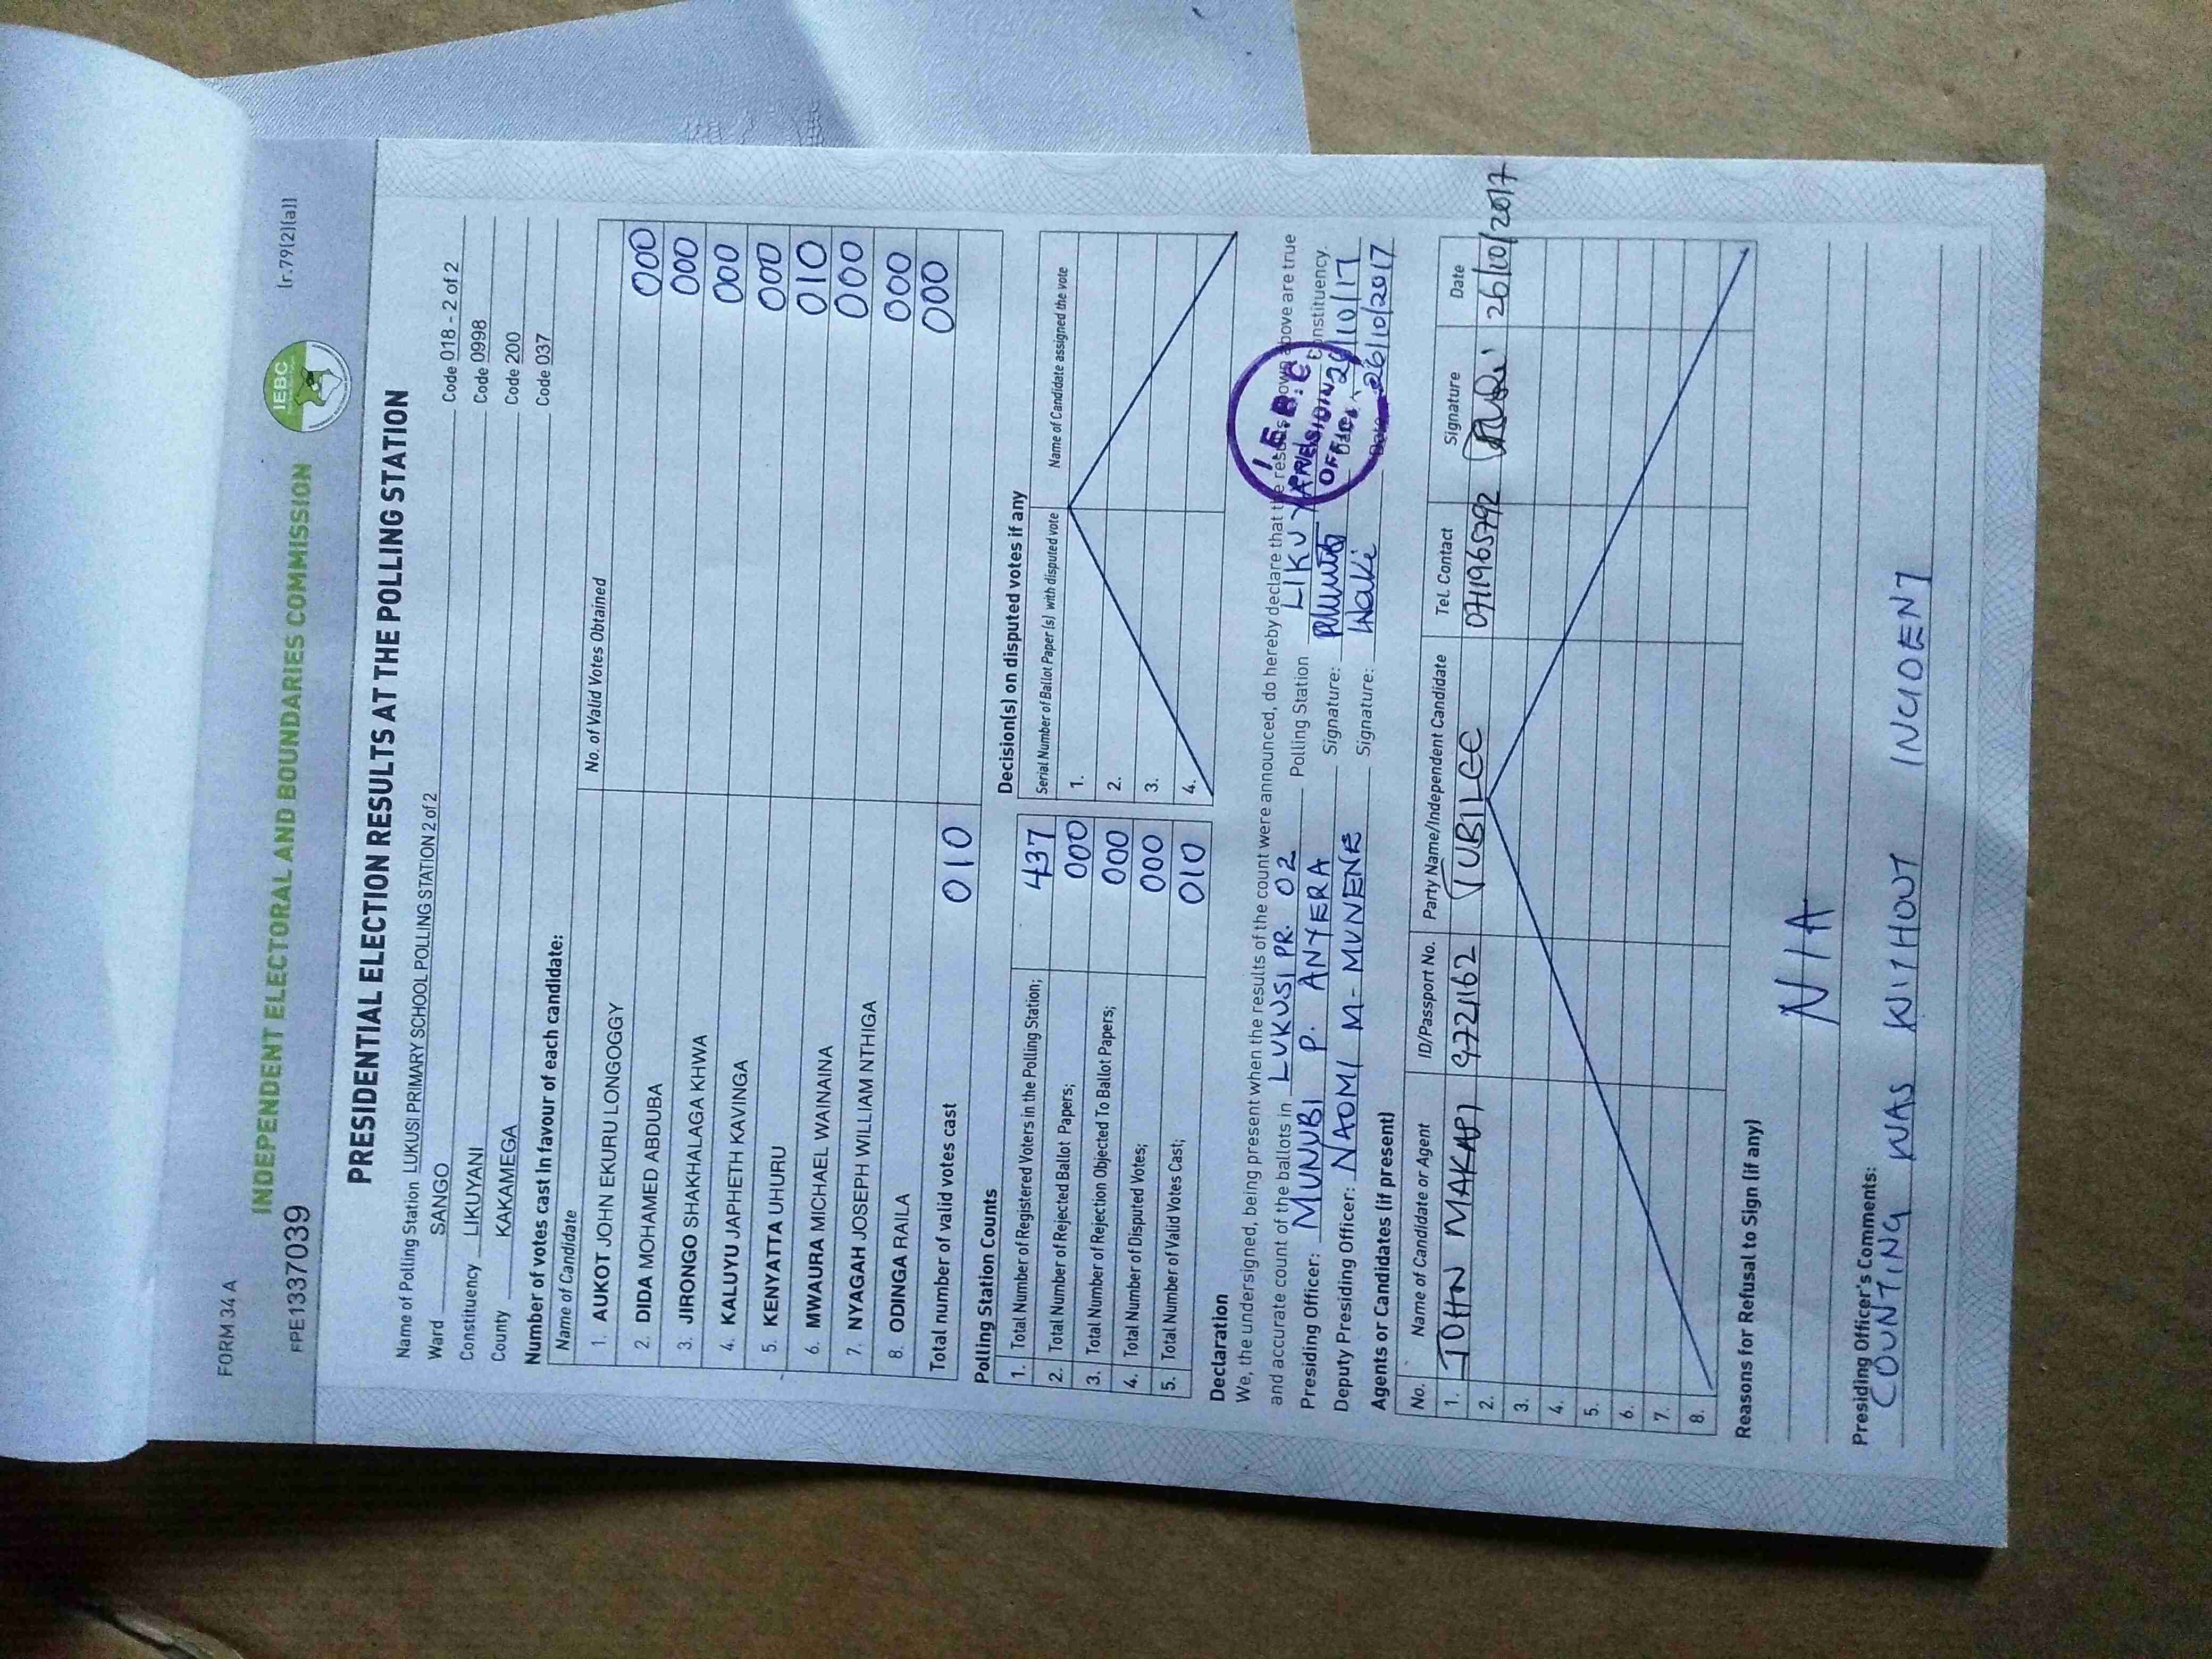 FORM 34 A
FPE1337039
INDEPENDENT ELECTORAL AND BOUNDARIES COMMISSION
IEBC
(r.79(2)(a))
PRESIDENTIAL ELECTION RESULTS AT THE POLLING STATION
Name of Polling Station LUKUSI PRIMARY SCHOOL POLLING STATION 2 of 2 Code 018 - 2 of 2
Ward SANGO Code 0998
Constituency LIKUYANI Code 200
County KAKAMEGA Code 037
Number of votes cast in favour of each candidate:
Name of Candidate No. of Valid Votes Obtained
1. AUKOT JOHN EKURU LONGOGGY 000
2. DIDA MOHAMED ABDUBA 000
3. JIRONGO SHAKHALAGA KHWA 000
4. KALUYU JAPHETH KAVINGA 000
5. KENYATTA UHURU 010
6. MWAURA MICHAEL WAINAINA 000
7. NYAGAH JOSEPH WILLIAM NTHIGA 000
8. ODINGA RAILA 000
Total number of valid votes cast 010
Polling Station Counts
1. Total Number of Registered Voters in the Polling Station; 437
2. Total Number of Rejected Ballot Papers; 000
3. Total Number of Rejection Objected To Ballot Papers; 000
4. Total Number of Disputed Votes; 000
5. Total Number of Valid Votes Cast; 010
Decision(s) on disputed votes if any
Serial Number of Ballot Paper (s) with disputed vote Name of Candidate assigned the vote
1.
2.
3.
4.
Declaration
We, the undersigned, being present when the results of the count were announced, do hereby declare that the results shown above are true
and accurate count of the ballots in LUKUSI PR. 02 Polling Station LIKUYANI Constituency.
Presiding Officer: MUNUBI P. ANYERA Signature: Date: 26/10/17
Deputy Presiding Officer: NAOMI M- MUNENE Signature: Date: 26/10/2017
I.E.B.C
PRESIDING
OFFICER
Agents or Candidates (if present)
No. Name of Candidate or Agent ID/Passport No. Party Name/Independent Candidate Tel. Contact Signature Date
1. JOHN MAKAPI 9724162 JUBILEE 0711965792 26/10/2017
2.
3.
4.
5.
6.
7.
8.
Reasons for Refusal to Sign (if any)
N/A
Presiding Officer's Comments:
COUNTING WAS WITHOUT INCIDENT